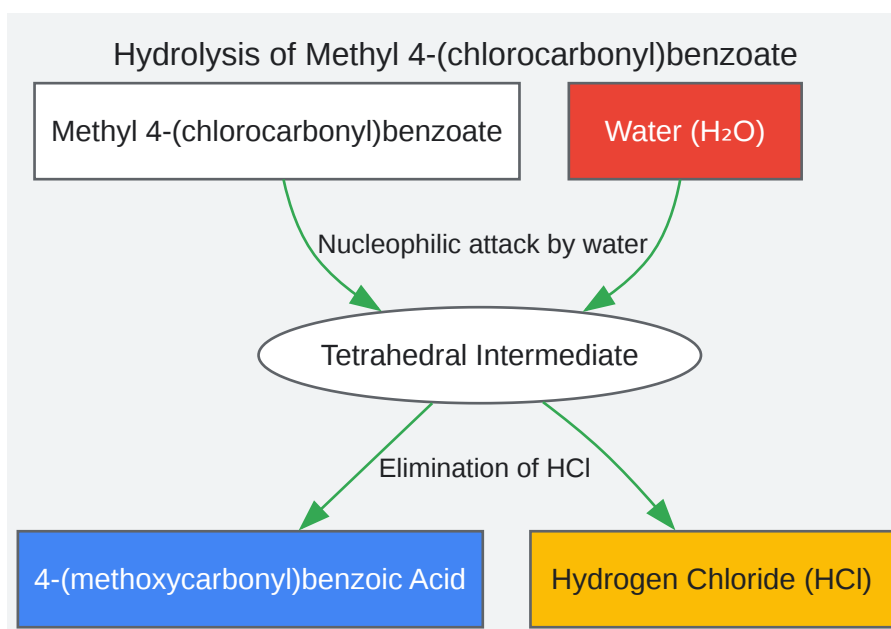 Hydrolysis of Methyl 4-(chlorocarbonyl)benzoate
Methyl 4-(chlorocarbonyl)benzoate
Water (H₂O)
Nucleophilic attack by water
Tetrahedral Intermediate
Elimination of HCl
4-(methoxycarbonyl)benzoic Acid
Hydrogen Chloride (HCl)